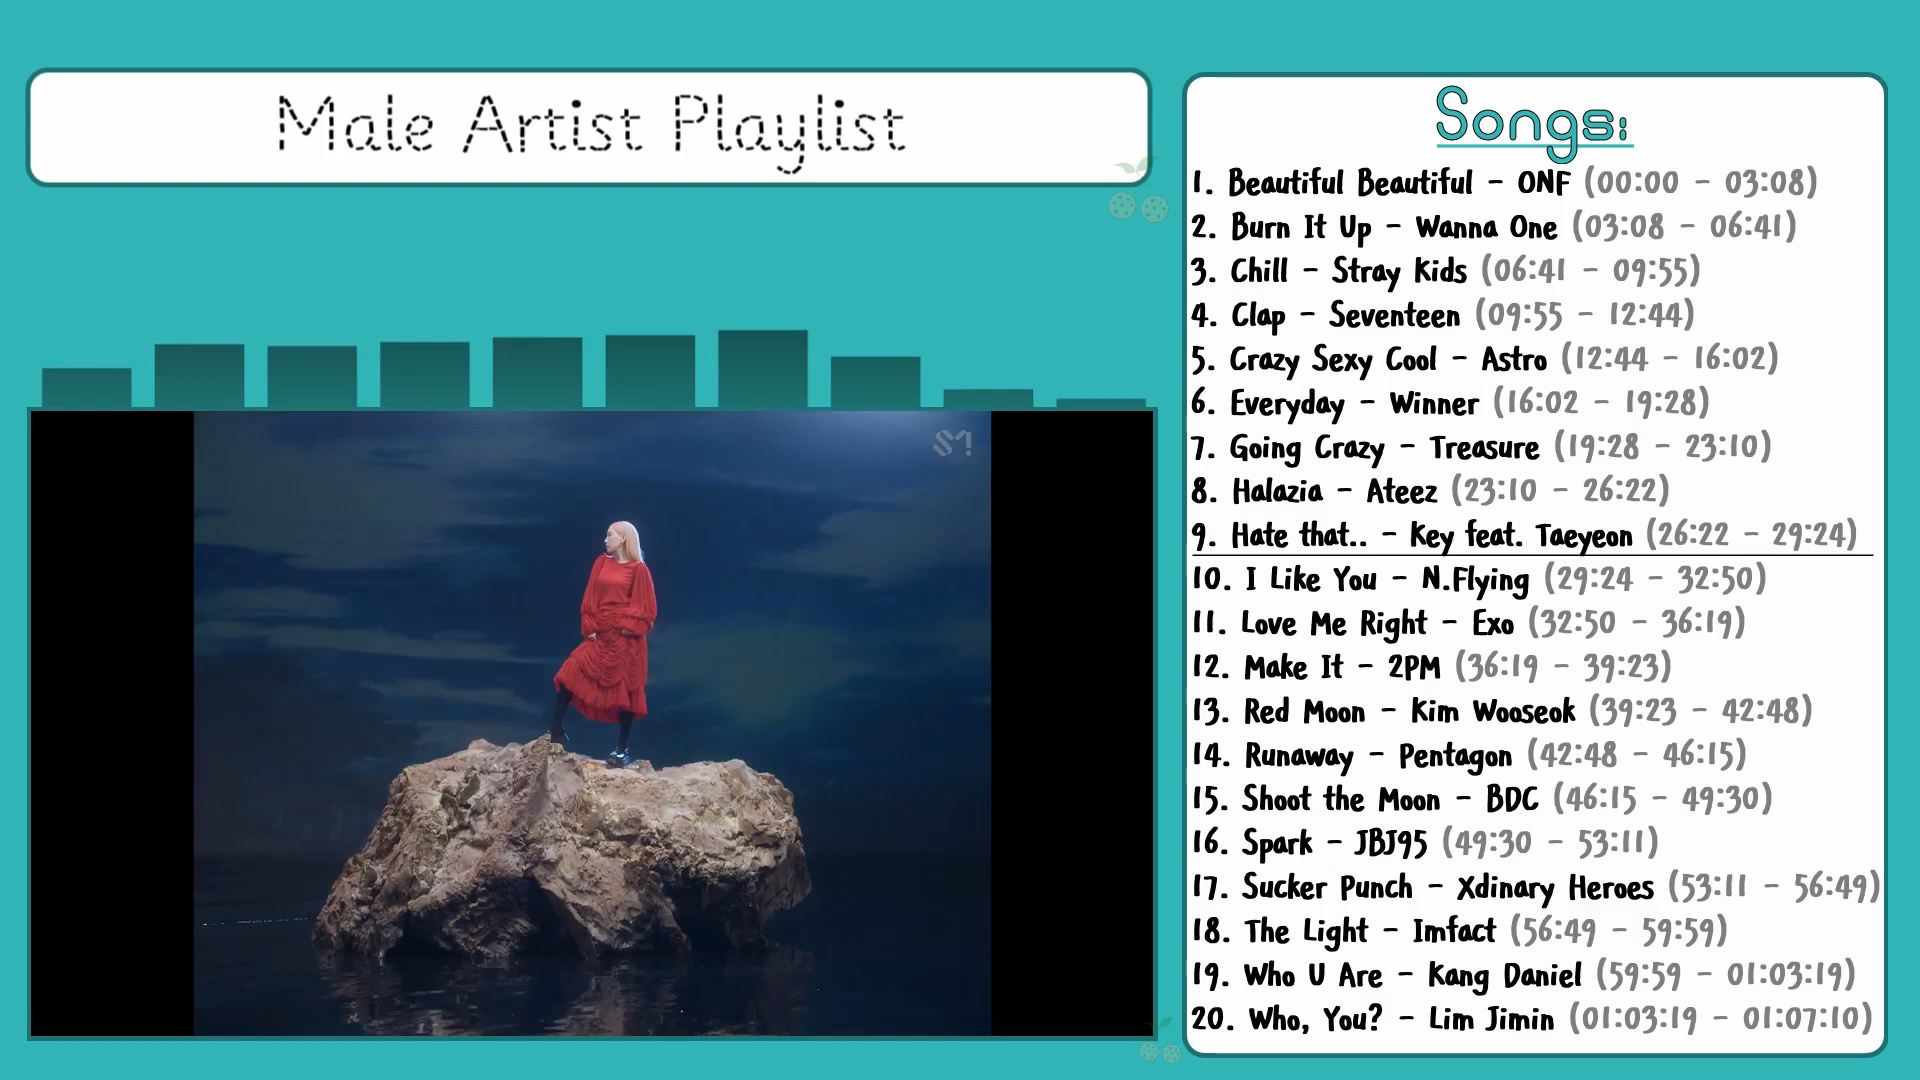 Male Artist Playlist
SM!
Songs:
1. Beautiful Beautiful - ONF (00:00 - 03:08)
2. Burn It Up - Wanna One (03:08 - 06:41)
3. Chill - Stray Kids (06:41 - 09:55)
4. Clap - Seventeen (09:55 - 12:44)
5. Crazy Sexy Cool - Astro (12:44 - 16:02)
6. Everyday - Winner (16:02 - 19:28)
7. Going Crazy - Treasure (19:28 - 23:10)
8. Halazia - Ateez (23:10 - 26:22)
9. Hate that.. - Key feat. Taeyeon (26:22 - 29:24)
10. I Like You - N.Flying (29:24 - 32:50)
11. Love Me Right - Exo (32:50 - 36:19)
12. Make It - 2PM (36:19 - 39:23)
13. Red Moon - Kim Wooseok (39:23 - 42:48)
14. Runaway - Pentagon (42:48 - 46:15)
15. Shoot the Moon - BDC (46:15 - 49:30)
16. Spark - JBJ95 (49:30 - 53:11)
17. Sucker Punch - Xdinary Heroes (53:11 - 56:49)
18. The Light - Imfact (56:49 - 59:59)
19. Who U Are - Kang Daniel (59:59 - 01:03:19)
20. Who, You? - Lim Jimin (01:03:19 - 01:07:10)